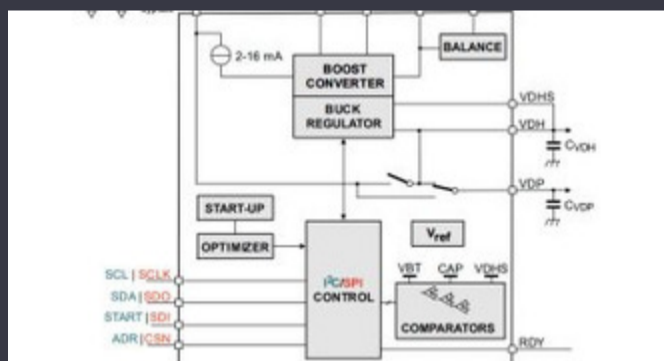 2-16 mA
BOOST
CONVERTER
BUCK
REGULATOR
BALANCE
VDHS
VDH
CVDH
VDP
CVDP
START-UP
OPTIMIZER
Vref
SCL | SCLK
SDA | SDO
START | SDI
ADR | CSN
I²C/SPI
CONTROL
VBT CAP VDHS
COMPARATORS
RDY